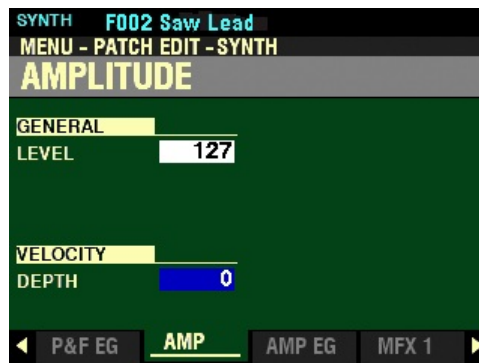 SYNTH F002 Saw Lead
MENU - PATCH EDIT - SYNTH
AMPLITUDE
GENERAL
LEVEL 127
VELOCITY
DEPTH 0
P&F EG AMP AMP EG MFX 1